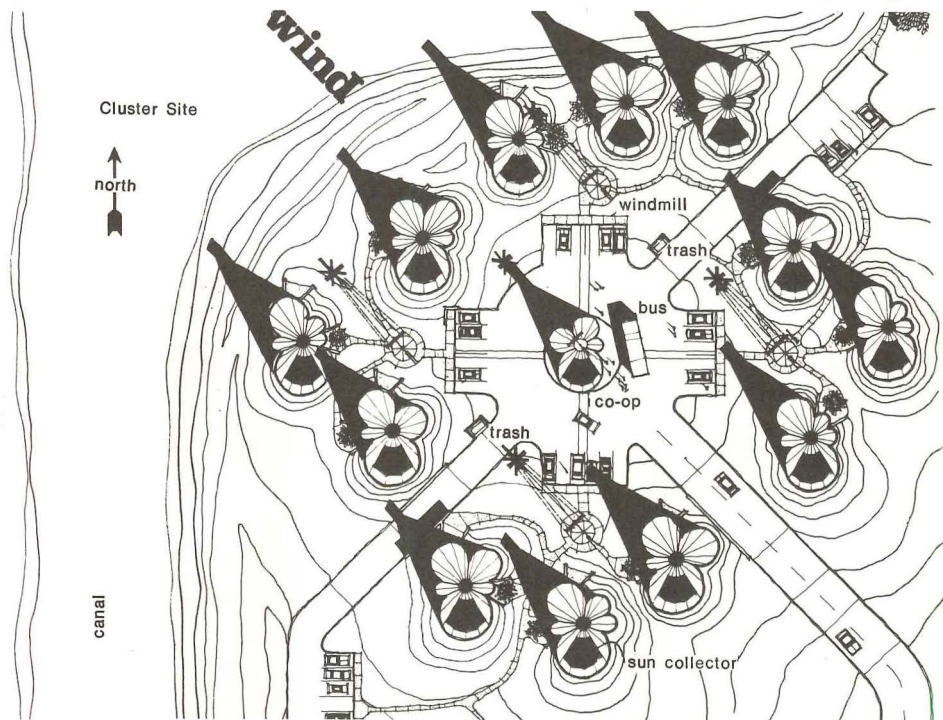 wind
Cluster Site
north
windmill
trash
bus
co-op
trash
canal
sun collector